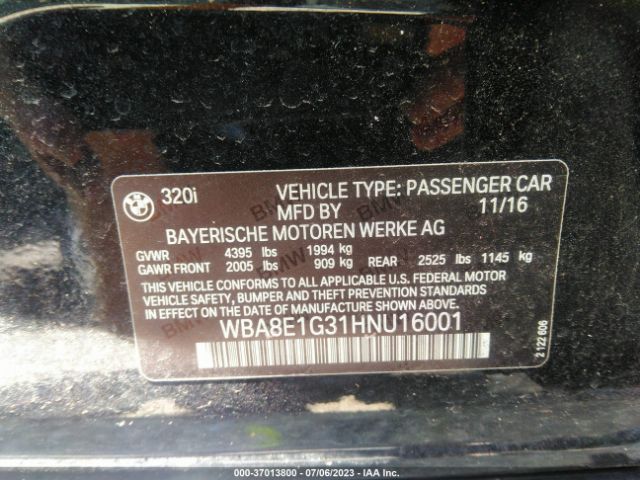 BMW 320i VEHICLE TYPE: PASSENGER CAR
MFD BY 11/16
BAYERISCHE MOTOREN WERKE AG
GVWR 4395 lbs 1994 kg
GAWR FRONT 2005 lbs 909 kg REAR 2525 lbs 1145 kg
THIS VEHICLE CONFORMS TO ALL APPLICABLE U.S. FEDERAL MOTOR
VEHICLE SAFETY, BUMPER AND THEFT PREVENTION STANDARDS
IN EFFECT ON THE DATE OF MANUFACTURE SHOWN ABOVE.
WBA8E1G31HNU16001
2 122 606
© COPYRIGHT 000-37013800 - 07/06/2023 - IAA Inc.